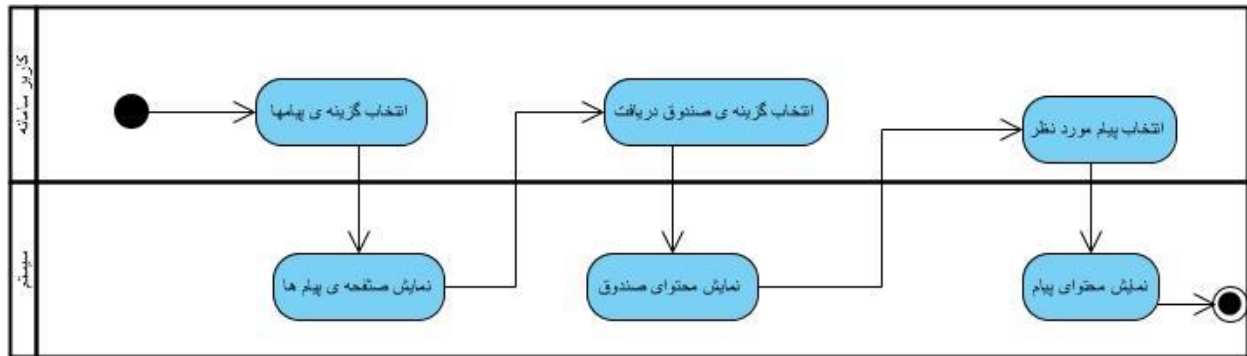 کاربر سامانه
انتخاب گزینه ی پیامها
انتخاب گزینه ی صندوق دریافت
انتخاب پیام مورد نظر
سیستم
نمایش صفحه ی پیام ها
نمایش محتوای صندوق
نمایش محتوای پیام